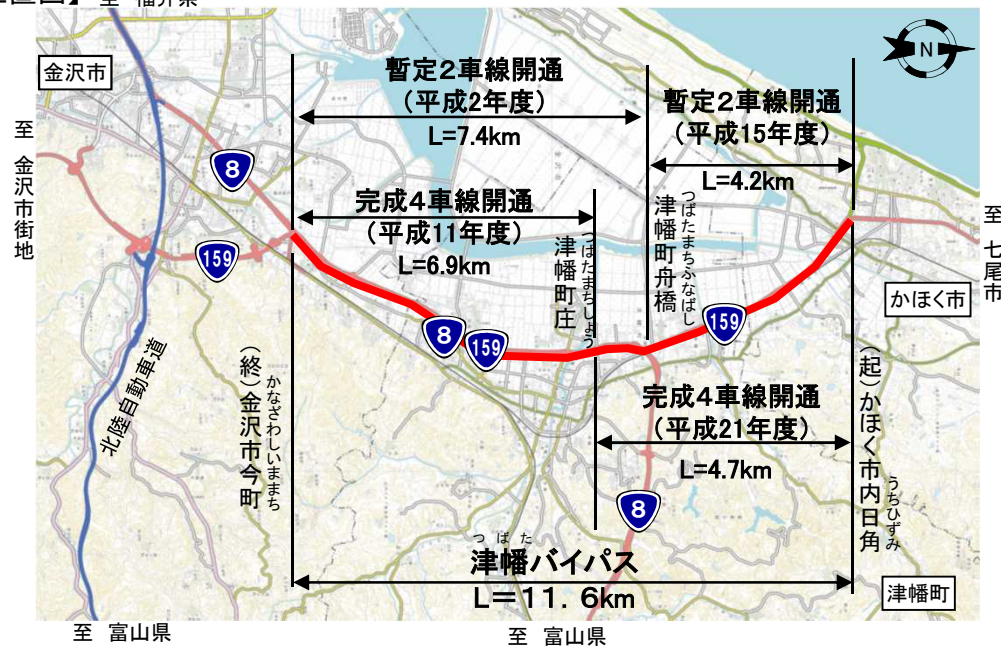 至 福井県
金沢市
N
暫定2車線開通
(平成2年度)
L=7.4km
暫定2車線開通
(平成15年度)
L=4.2km
至 金沢市街地
8
159
完成4車線開通
(平成11年度)
L=6.9km
津幡町庄
つばたまちしょう
津幡町舟橋
つばたまちふなばし
至 七尾市
かほく市
8
159
159
北陸自動車道
(終)金沢市今町
かなざわしいままち
完成4車線開通
(平成21年度)
L=4.7km
8
(起)かほく市内日角
うちひずみ
つばた
津幡バイパス
L=11.6km
津幡町
至 富山県
至 富山県